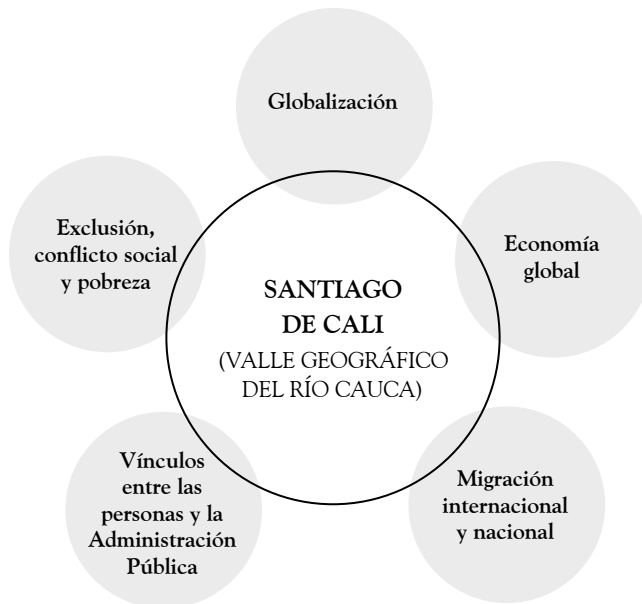 Globalización
Exclusión,
conflicto social
y pobreza
Economía
global
SANTIAGO
DE CALI
(VALLE GEOGRÁFICO
DEL RÍO CAUCA)
Vínculos
entre las
personas y la
Administración
Pública
Migración
internacional
y nacional